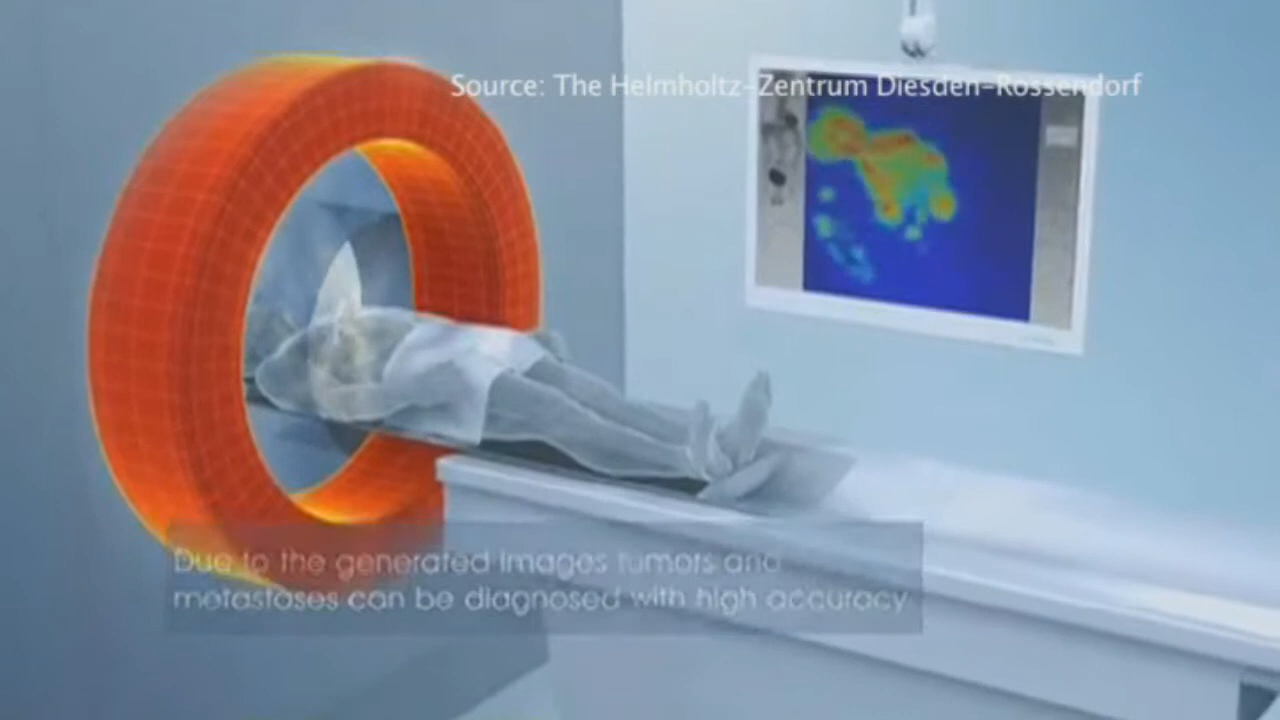 Source: The Helmholtz-Zentrum Diesden-Rossendorf
Due to the generated images tumors and
metastases can be diagnosed with high accuracy